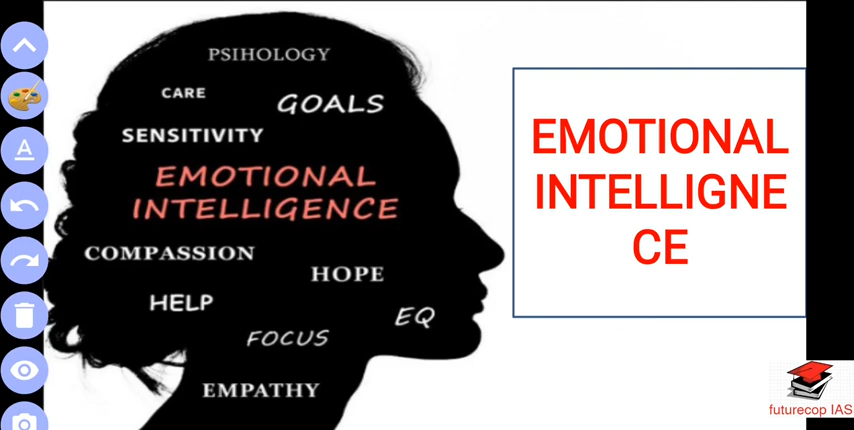 PSIHOLOGY
CARE
GOALS
SENSITIVITY
EMOTIONAL
INTELLIGENCE
COMPASSION
HOPE
HELP
EQ
FOCUS
EMPATHY
EMOTIONAL
INTELLIGNE
CE
A
futurecop IAS